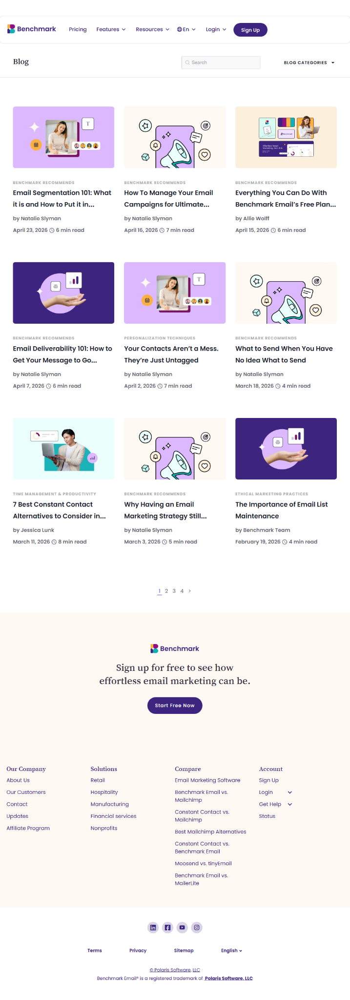 Benchmark
Pricing
Features
Resources
En
Login
Sign Up
Blog
Search
BLOG CATEGORIES
T
Benchmark
BENCHMARK RECOMMENDS
Email Segmentation 101: What
it is and How to Put it in...
by Natalie Slyman
April 23, 2026 6 min read
BENCHMARK RECOMMENDS
How To Manage Your Email
Campaigns for Ultimate...
by Natalie Slyman
April 16, 2026 7 min read
BENCHMARK RECOMMENDS
Everything You Can Do With
Benchmark Email’s Free Plan...
by Allie Wolff
April 15, 2026 6 min read
T
BENCHMARK RECOMMENDS
Email Deliverability 101: How to
Get Your Message to Go...
by Natalie Slyman
April 7, 2026 6 min read
PERSONALIZATION TECHNIQUES
Your Contacts Aren’t a Mess.
They’re Just Untagged
by Natalie Slyman
April 2, 2026 7 min read
BENCHMARK RECOMMENDS
What to Send When You Have
No Idea What to Send
by Natalie Slyman
March 18, 2026 4 min read
TIME MANAGEMENT & PRODUCTIVITY
7 Best Constant Contact
Alternatives to Consider in...
by Jessica Lunk
March 11, 2026 8 min read
BENCHMARK RECOMMENDS
Why Having an Email
Marketing Strategy Still...
by Natalie Slyman
March 3, 2026 5 min read
ETHICAL MARKETING PRACTICES
The Importance of Email List
Maintenance
by Benchmark Team
February 19, 2026 4 min read
1 2 3 4 >
Benchmark
Sign up for free to see how
effortless email marketing can be.
Start Free Now
Our Company
About Us
Our Customers
Contact
Updates
Affiliate Program
Solutions
Retail
Hospitality
Manufacturing
Financial services
Nonprofits
Compare
Email Marketing Software
Benchmark Email vs.
Mailchimp
Constant Contact vs.
Mailchimp
Best Mailchimp Alternatives
Constant Contact vs.
Benchmark Email
Moosend vs. tinyEmail
Benchmark Email vs.
MailerLite
Account
Sign Up
Login
Get Help
Status
Terms
Privacy
Sitemap
English
© Polaris Software, LLC
Benchmark Email® is a registered trademark of Polaris Software, LLC